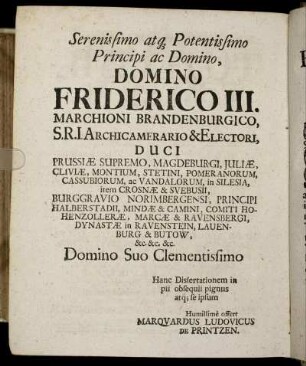 Serenissimo atq; Potentissimo
Principi ac Domino,
DOMINO
FRIDERICO III.
MARCHIONI BRANDENBURGICO,
S.R.I ARCHICAMERARIO & ELECTORI,
DUCI
PRUSSIÆ SUPREMO, MAGDEBURGI, JULIÆ,
CLIVIÆ, MONTIUM, STETINI, POMERANORUM,
CASSUBIORUM, ac VANDALORUM, in SILESIA,
item CROSNÆ & SVEBUSII,
BURGGRAVIO NORIMBERGENSI, PRINCIPI
HALBERSTADII, MINDÆ & CAMINI, COMITI HO-
HENZOLLERÆ, MARCÆ & RAVENSBERGI,
DYNASTÆ in RAVENSTEIN, LAUEN-
BURG & BUTOW,
&c. &c. &c.
Domino Suo Clementissimo
Hanc Dissertationem in
pii obsequii pignus
atq; se ipsum
Humillimè offert
MARQVARDUS LUDOVICUS
DE PRINTZEN.